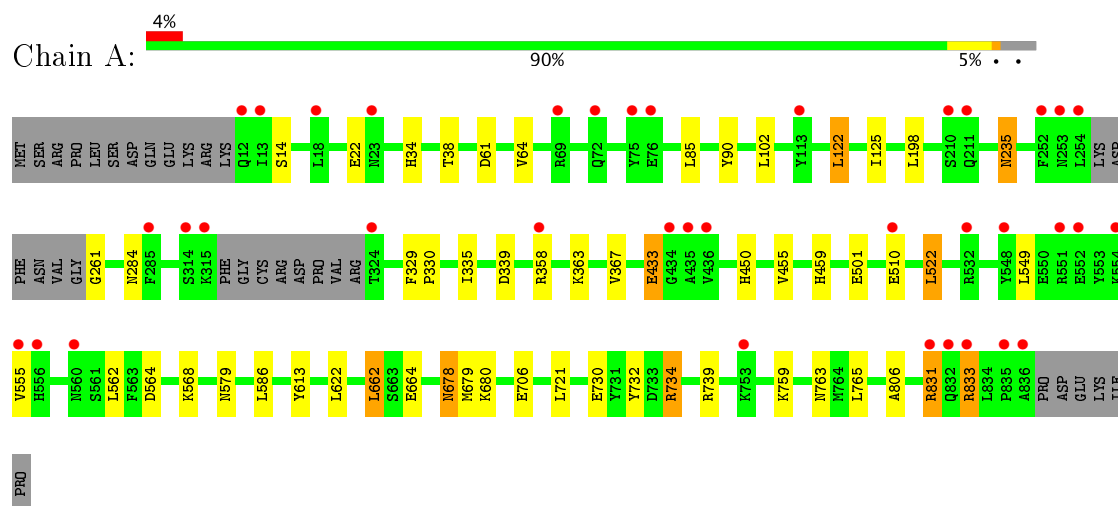 4%
Chain A:
90% 5% • •
MET SER ARG PRO LEU SER ASP GLN GLU LYS ARG LYS Q12 I13 S14 L18 E22 N23 H34 T38 D61 V64 R69 Q72 Y75 E76 L85 Y90 L102 Y113 L122 I125 L198 S210 Q211 N235 F252 N253 L254 LYS ASP
PHE ASN VAL GLY G261 N284 F285 S314 K315 PHE GLY CYS ARG ASP PRO VAL ARG T324 F329 P330 I335 D339 R358 K363 V367 E433 G434 A435 V436 H450 V455 H459 E501 E510 L522 R532 Y548 L549 E550 R551 E552 Y553 K554
V555 H556 N560 S561 L562 F563 D564 K568 N579 L586 Y613 L622 L662 S663 E664 N678 M679 K680 E706 L721 E730 Y731 Y732 D733 R734 R739 K753 K759 N763 M764 L765 A806 R831 Q832 R833 L834 P835 A836 PRO ASP GLU LYS ILE
PRO